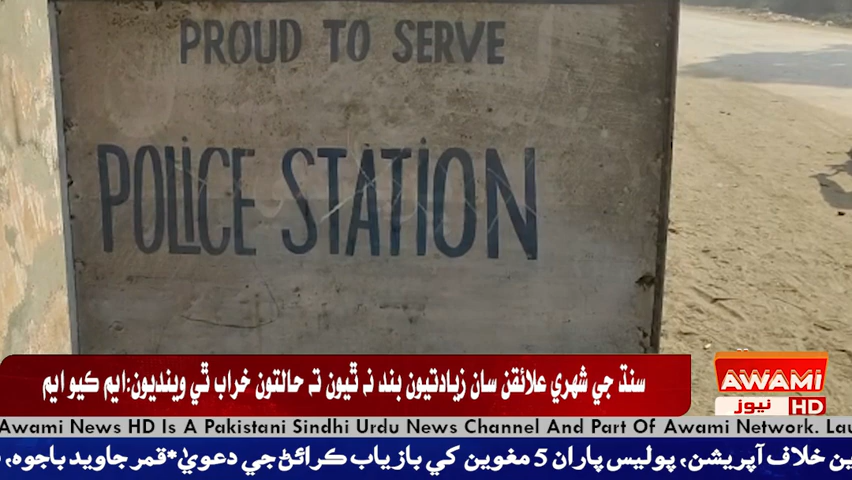 PROUD TO SERVE
POLICE STATION
سنڌ جي شهري علائقن سان زيادتيون بند نہ ٿيون تہ حالتون خراب ٿي وينديون:ايم ڪيو ايم
AWAMI
نيوز HD
Awami News HD Is A Pakistani Sindhi Urdu News Channel And Part Of Awami Network. Lau
ين خلاف آپريشن، پوليس پاران 5 مغوين کي بازياب ڪرائڻ جي دعويٰ*قمر جاويد باجوه،